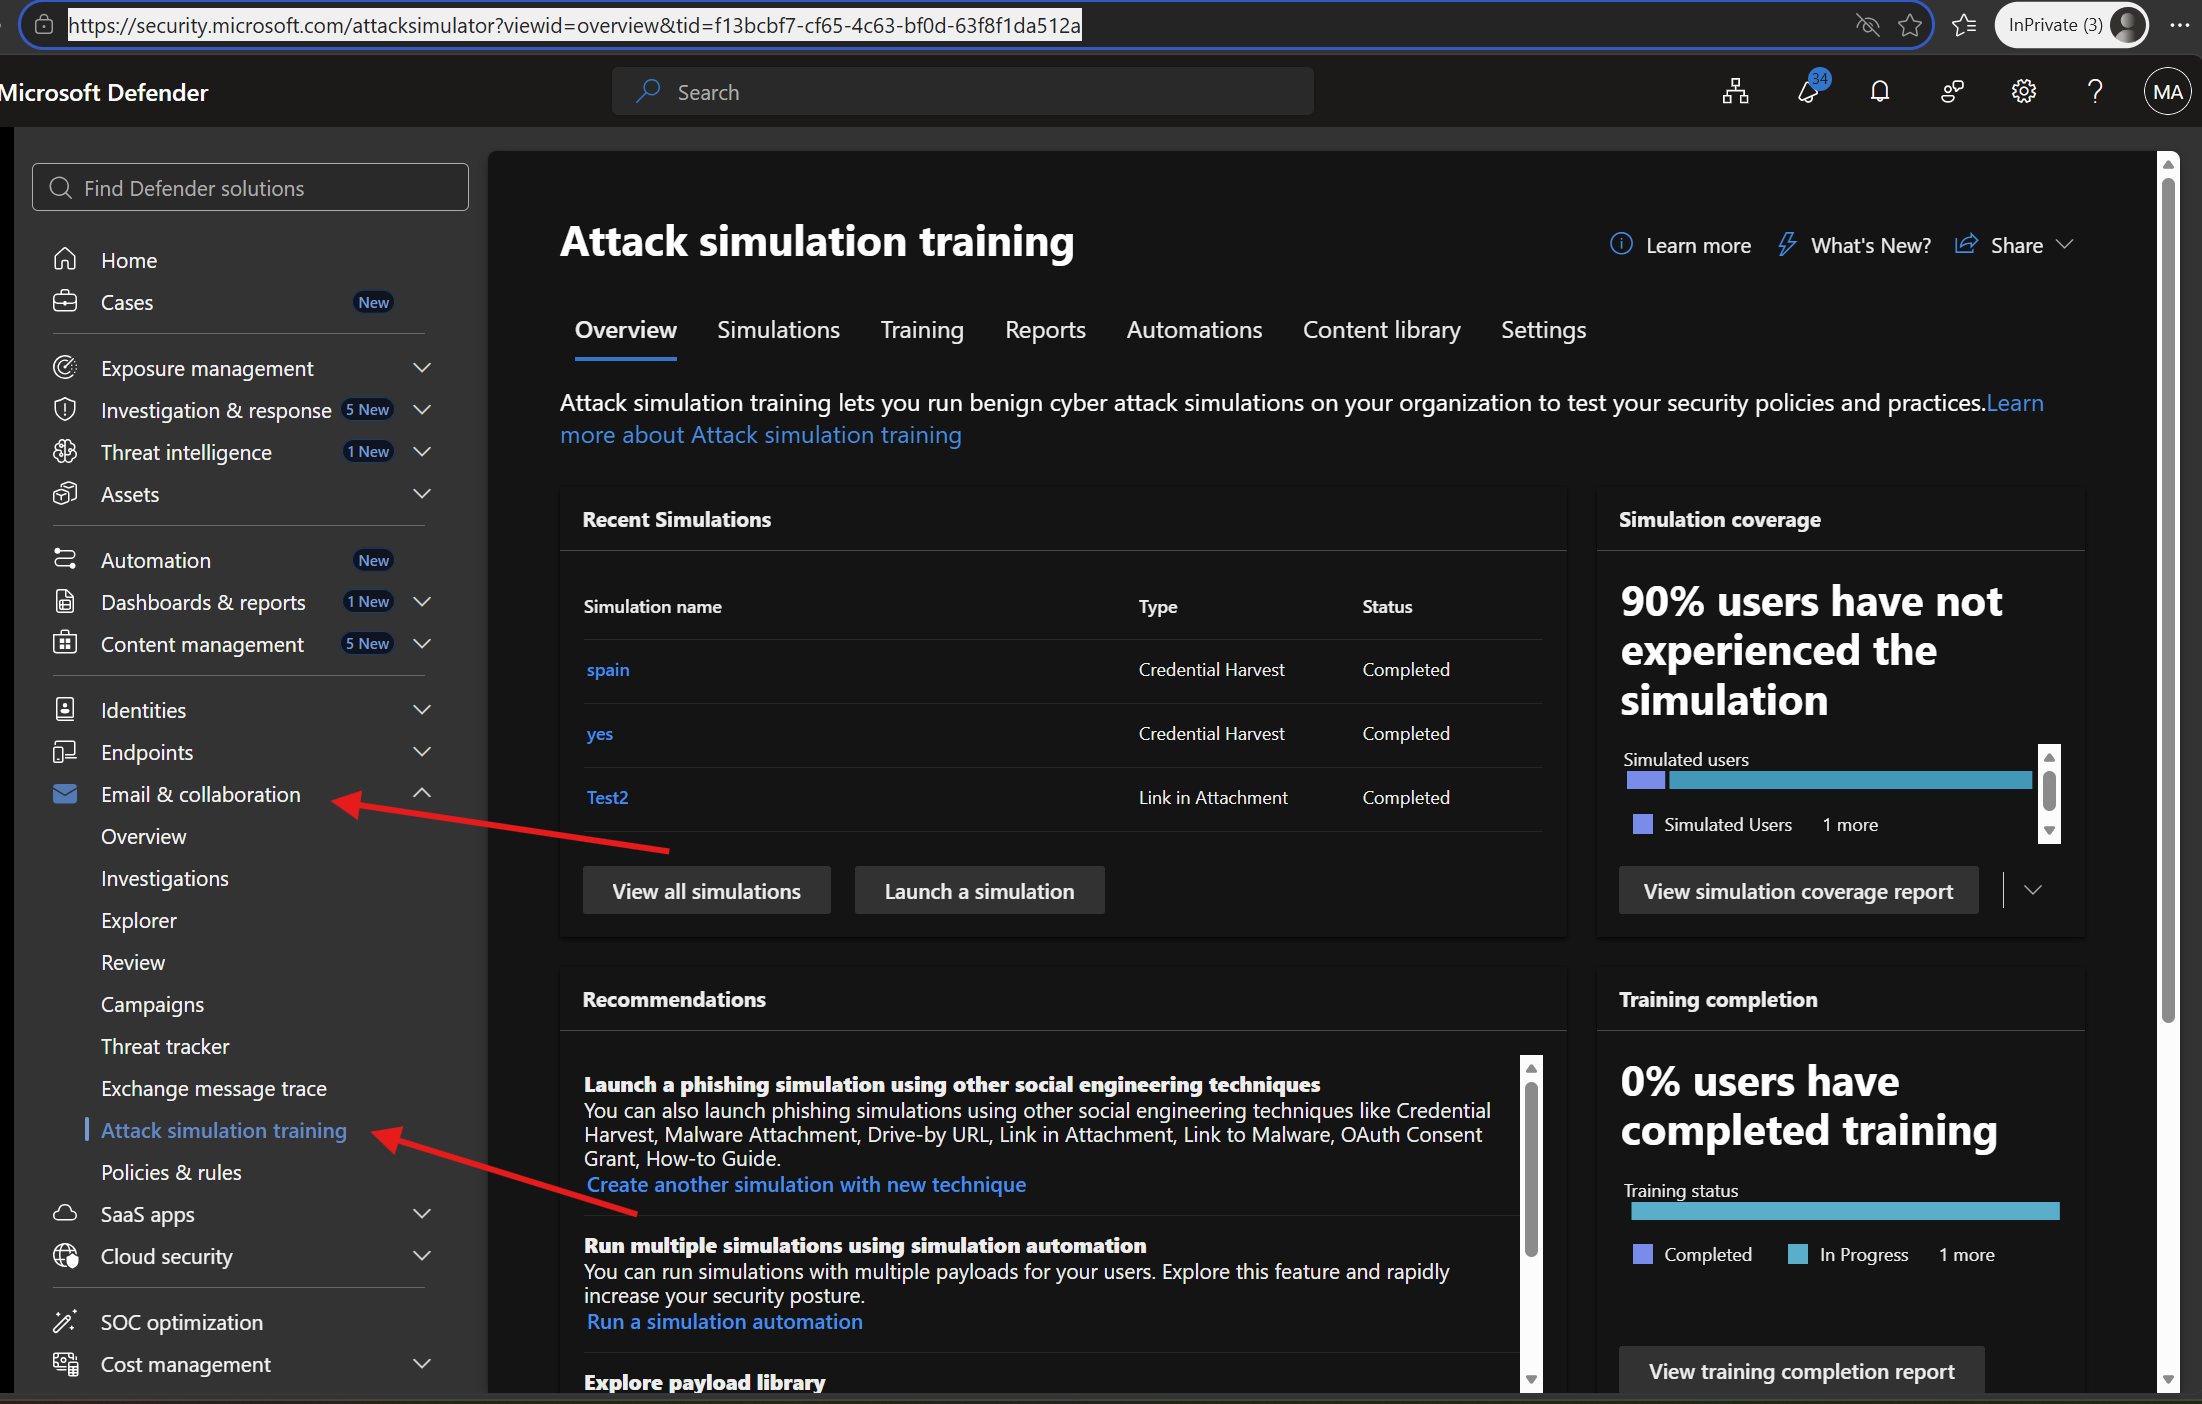 https://security.microsoft.com/attacksimulator?viewid=overview&tid=f13bcbf7-cf65-4c63-bf0d-63f8f1da512a
InPrivate (3)
Microsoft Defender
Search
34
MA
Find Defender solutions
Home
Cases
New
Exposure management
Investigation & response
5 New
Threat intelligence
1 New
Assets
Automation
New
Dashboards & reports
1 New
Content management
5 New
Identities
Endpoints
Email & collaboration
Overview
Investigations
Explorer
Review
Campaigns
Threat tracker
Exchange message trace
Attack simulation training
Policies & rules
SaaS apps
Cloud security
SOC optimization
Cost management
Attack simulation training
Learn more
What's New?
Share
Overview
Simulations
Training
Reports
Automations
Content library
Settings
Attack simulation training lets you run benign cyber attack simulations on your organization to test your security policies and practices.Learn
more about Attack simulation training
Recent Simulations
Simulation name
Type
Status
spain
Credential Harvest
Completed
yes
Credential Harvest
Completed
Test2
Link in Attachment
Completed
View all simulations
Launch a simulation
Simulation coverage
90% users have not
experienced the
simulation
Simulated users
Simulated Users
1 more
View simulation coverage report
Recommendations
Launch a phishing simulation using other social engineering techniques
You can also launch phishing simulations using other social engineering techniques like Credential
Harvest, Malware Attachment, Drive-by URL, Link in Attachment, Link to Malware, OAuth Consent
Grant, How-to Guide.
Create another simulation with new technique
Run multiple simulations using simulation automation
You can run simulations with multiple payloads for your users. Explore this feature and rapidly
increase your security posture.
Run a simulation automation
Explore payload library
Training completion
0% users have
completed training
Training status
Completed
In Progress
1 more
View training completion report